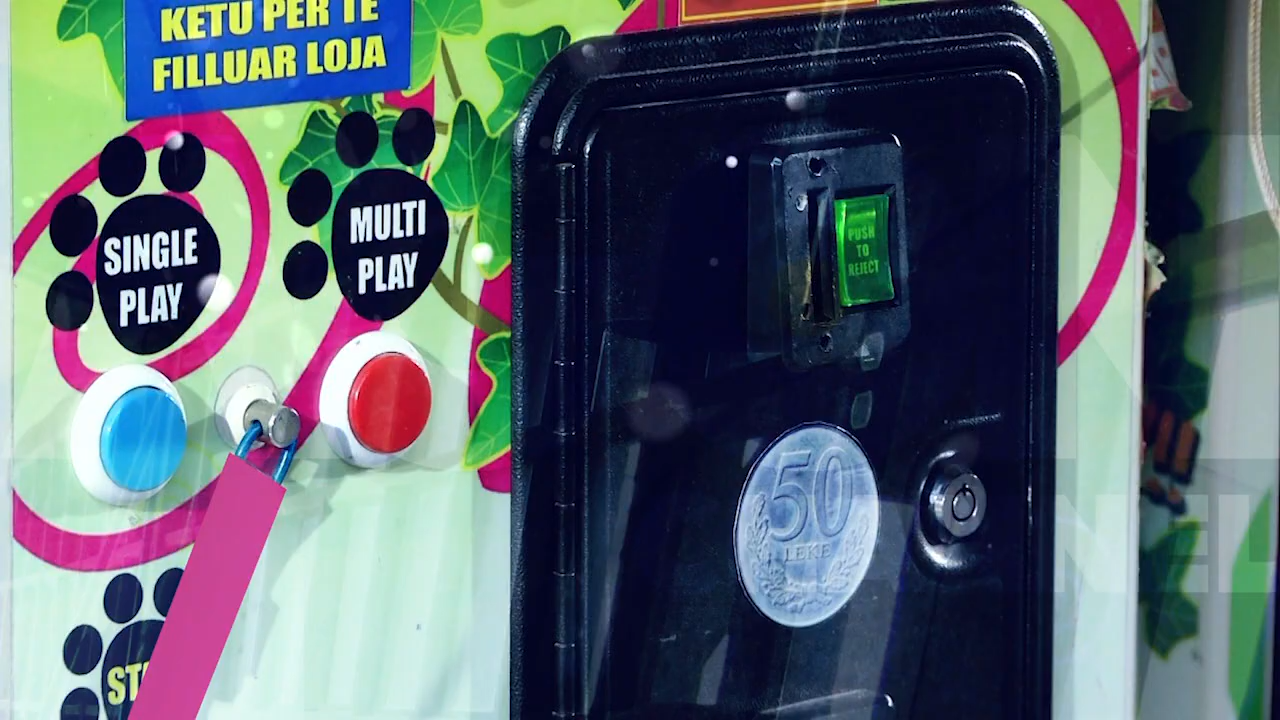 KETU PER TE
FILLUAR LOJA
SINGLE
PLAY
MULTI
PLAY
PUSH
TO
REJECT
50
LEKE